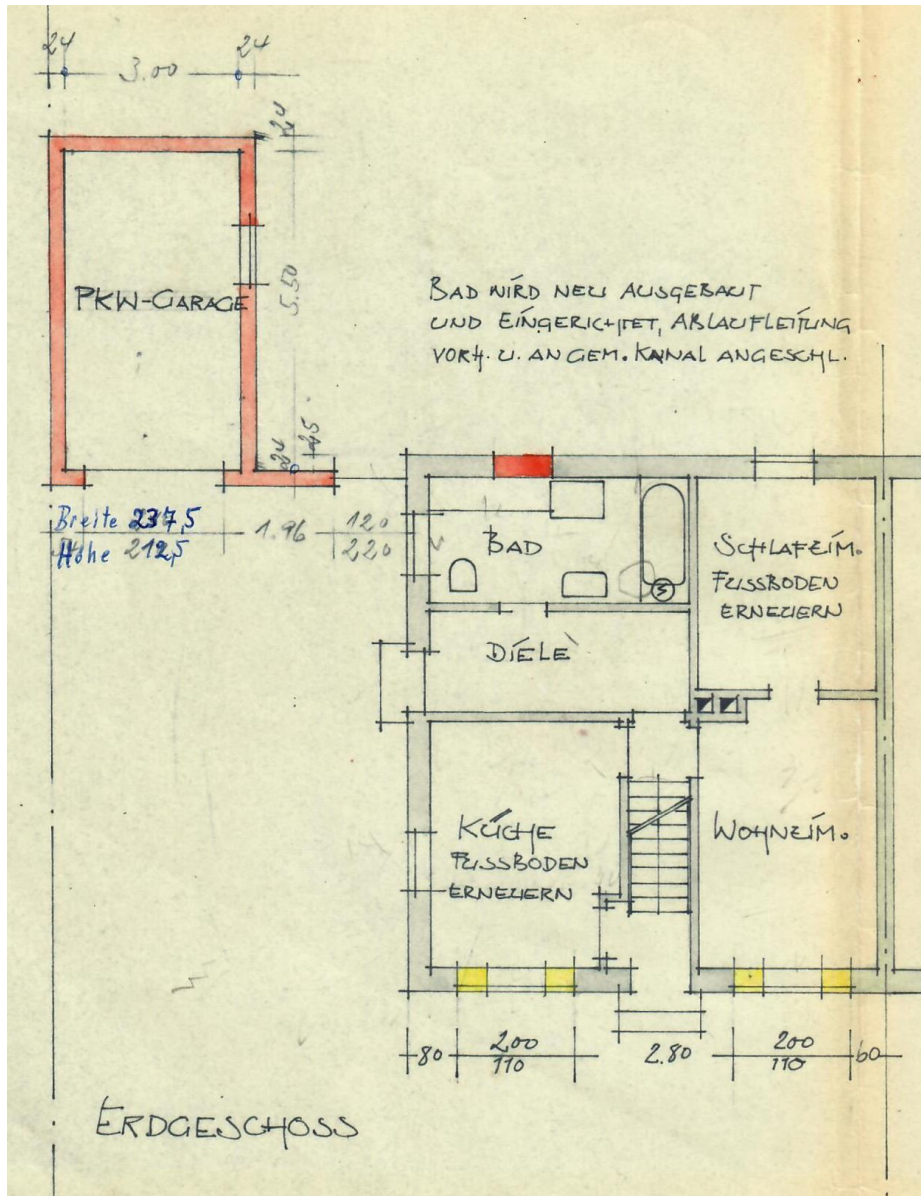 24
24
3.00
24
5.50
PKW-GARAGE
BAD WIRD NEU AUSGEBAUT
UND EINGERICHTET, ABLAUFLEITUNG
VORH. U. AN GEM. KANAL ANGESCHL.
24
Breite 237,5
Höhe 212,5
1.96
120
220
BAD
SCHLAFZIM.
FUSSBODEN
ERNEUERN
DIELE
KÜCHE
FUSSBODEN
ERNEUERN
WOHNZIM.
80
200
110
2.80
200
110
60
ERDGESCHOSS